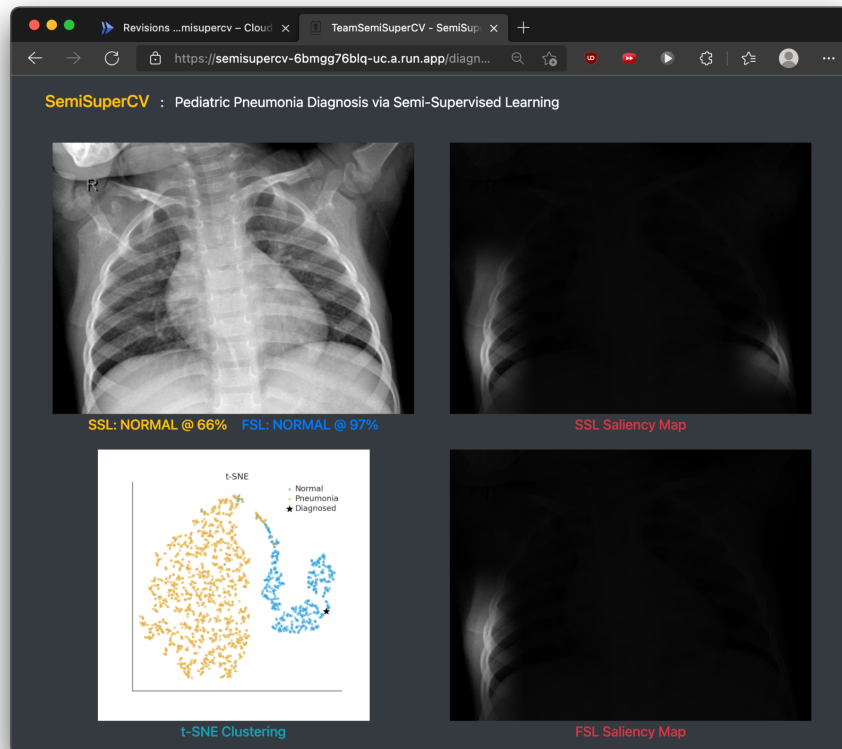 Revisions ...misupercv – Cloud
TeamSemiSuperCV - SemiSup
https://semisupercv-6bmgg76blq-uc.a.run.app/diagn...
SemiSuperCV : Pediatric Pneumonia Diagnosis via Semi-Supervised Learning
R
SSL: NORMAL @ 66% FSL: NORMAL @ 97%
SSL Saliency Map
t-SNE
Normal
Pneumonia
Diagnosed
t-SNE Clustering
FSL Saliency Map